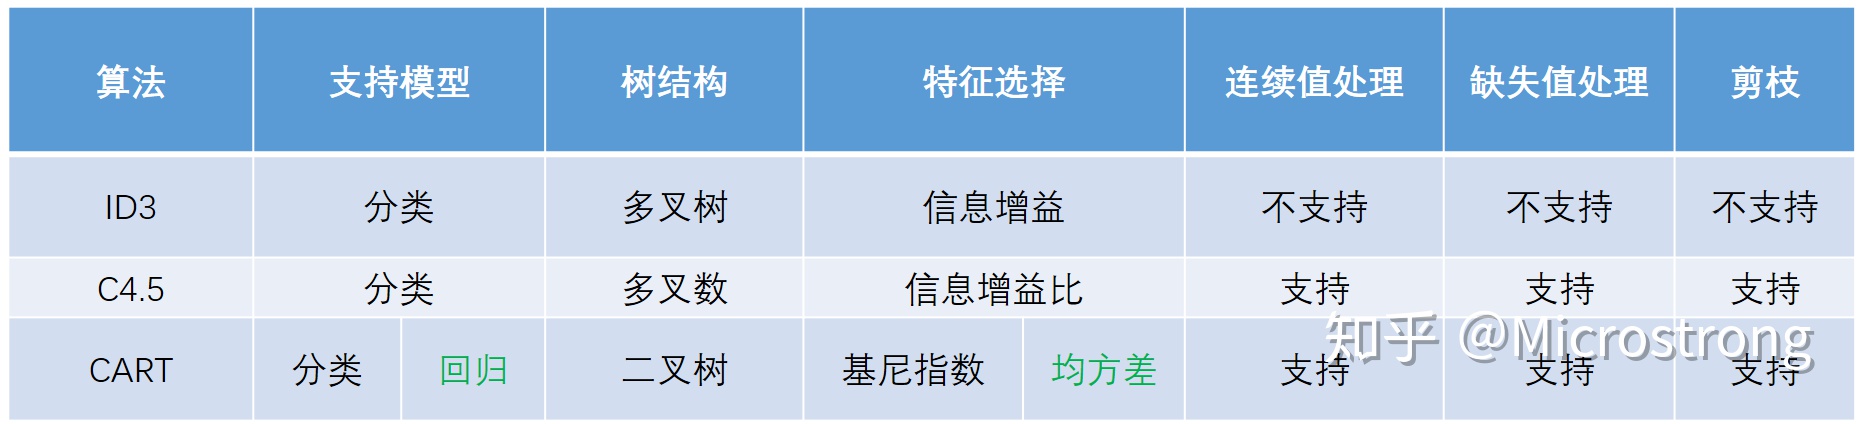 算法 支持模型 树结构 特征选择 连续值处理 缺失值处理 剪枝
ID3 分类 多叉树 信息增益 不支持 不支持 不支持
C4.5 分类 多叉数 信息增益比 支持 支持 支持
知乎 @Microstrong
CART 分类 回归 二叉树 基尼指数 均方差 支持 支持 支持